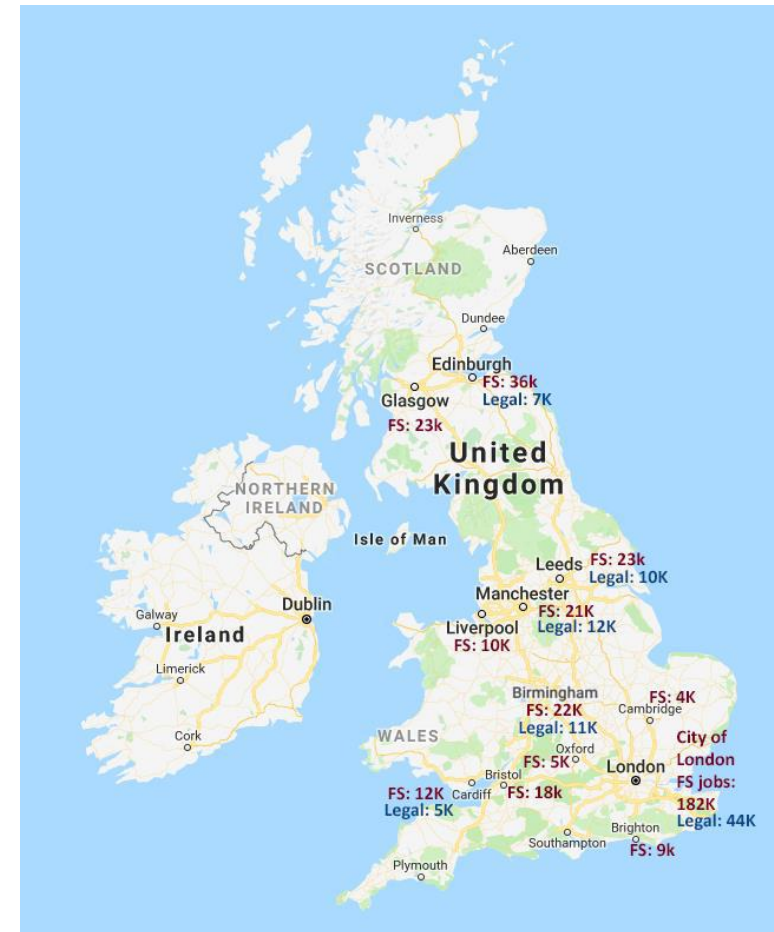 Inverness
Aberdeen
SCOTLAND
Dundee
Edinburgh
FS: 36k
Legal: 7K
Glasgow
FS: 23k
United
Kingdom
NORTHERN
IRELAND
Isle of Man
Leeds
FS: 23k
Legal: 10K
Manchester
FS: 21K
Legal: 12K
Liverpool
FS: 10K
Dublin
Galway
Ireland
Limerick
Cork
Birmingham
FS: 22K
Legal: 11K
FS: 4K
Cambridge
WALES
Oxford
FS: 5K
City of
London
FS jobs:
182K
Legal: 44K
London
Bristol
FS: 18k
Cardiff
FS: 12K
Legal: 5K
Southampton
Brighton
FS: 9k
Plymouth